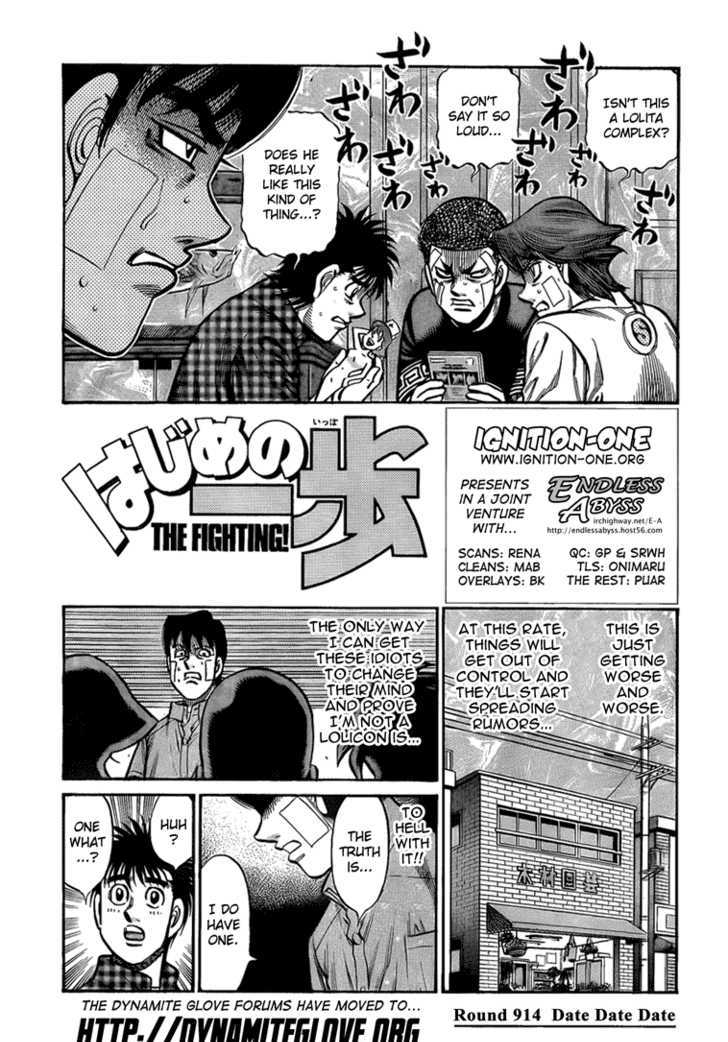 ISN'T THIS
A LOLITA
COMPLEX?
DON'T
SAY IT SO
LOUD...
DOES HE
REALLY
LIKE THIS
KIND OF
THING...?
ざわ
ざわ
ざわ
ざわ
ざわ
ざわ
はじめの一歩
いっぽ
THE FIGHTING!
IGNITION-ONE
WWW.IGNITION-ONE.ORG
PRESENTS
IN A JOINT
VENTURE
WITH...
ENDLESS
ABYSS
irchighway.net/E-A
http://endlessabyss.host56.com
SCANS: RENA
CLEANS: MAB
OVERLAYS: BK
QC: GP & SRWH
TLS: ONIMARU
THE REST: PUAR
THIS IS
JUST
GETTING
WORSE
AND
WORSE.
AT THIS RATE,
THINGS WILL
GET OUT OF
CONTROL AND
THEY'LL START
SPREADING
RUMORS...
木村園芸
THE ONLY WAY
I CAN GET
THESE IDIOTS
TO CHANGE
THEIR MIND
AND PROVE
I'M NOT A
LOLICON IS...
TO
HELL
WITH
IT!!
THE
TRUTH
IS...
I DO
HAVE
ONE.
HUH
?
ONE
WHAT
...?
THE DYNAMITE GLOVE FORUMS HAVE MOVED TO...
HTTP://DYNAMITEGLOVE.ORG
Round 914 Date Date Date